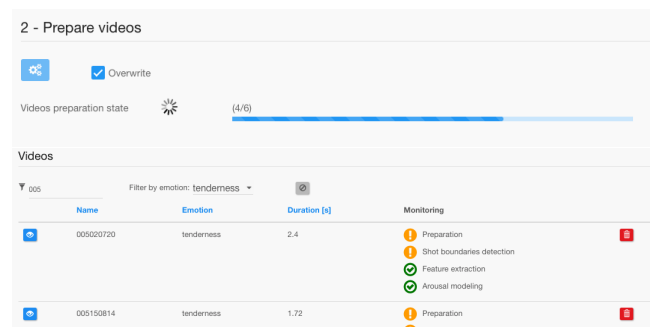 2 - Prepare videos
Overwrite
Videos preparation state (4/6)
Videos
005 Filter by emotion: tenderness
Name Emotion Duration [s] Monitoring
005020720 tenderness 2.4 Preparation
Shot boundaries detection
Feature extraction
Arousal modeling
005150814 tenderness 1.72 Preparation